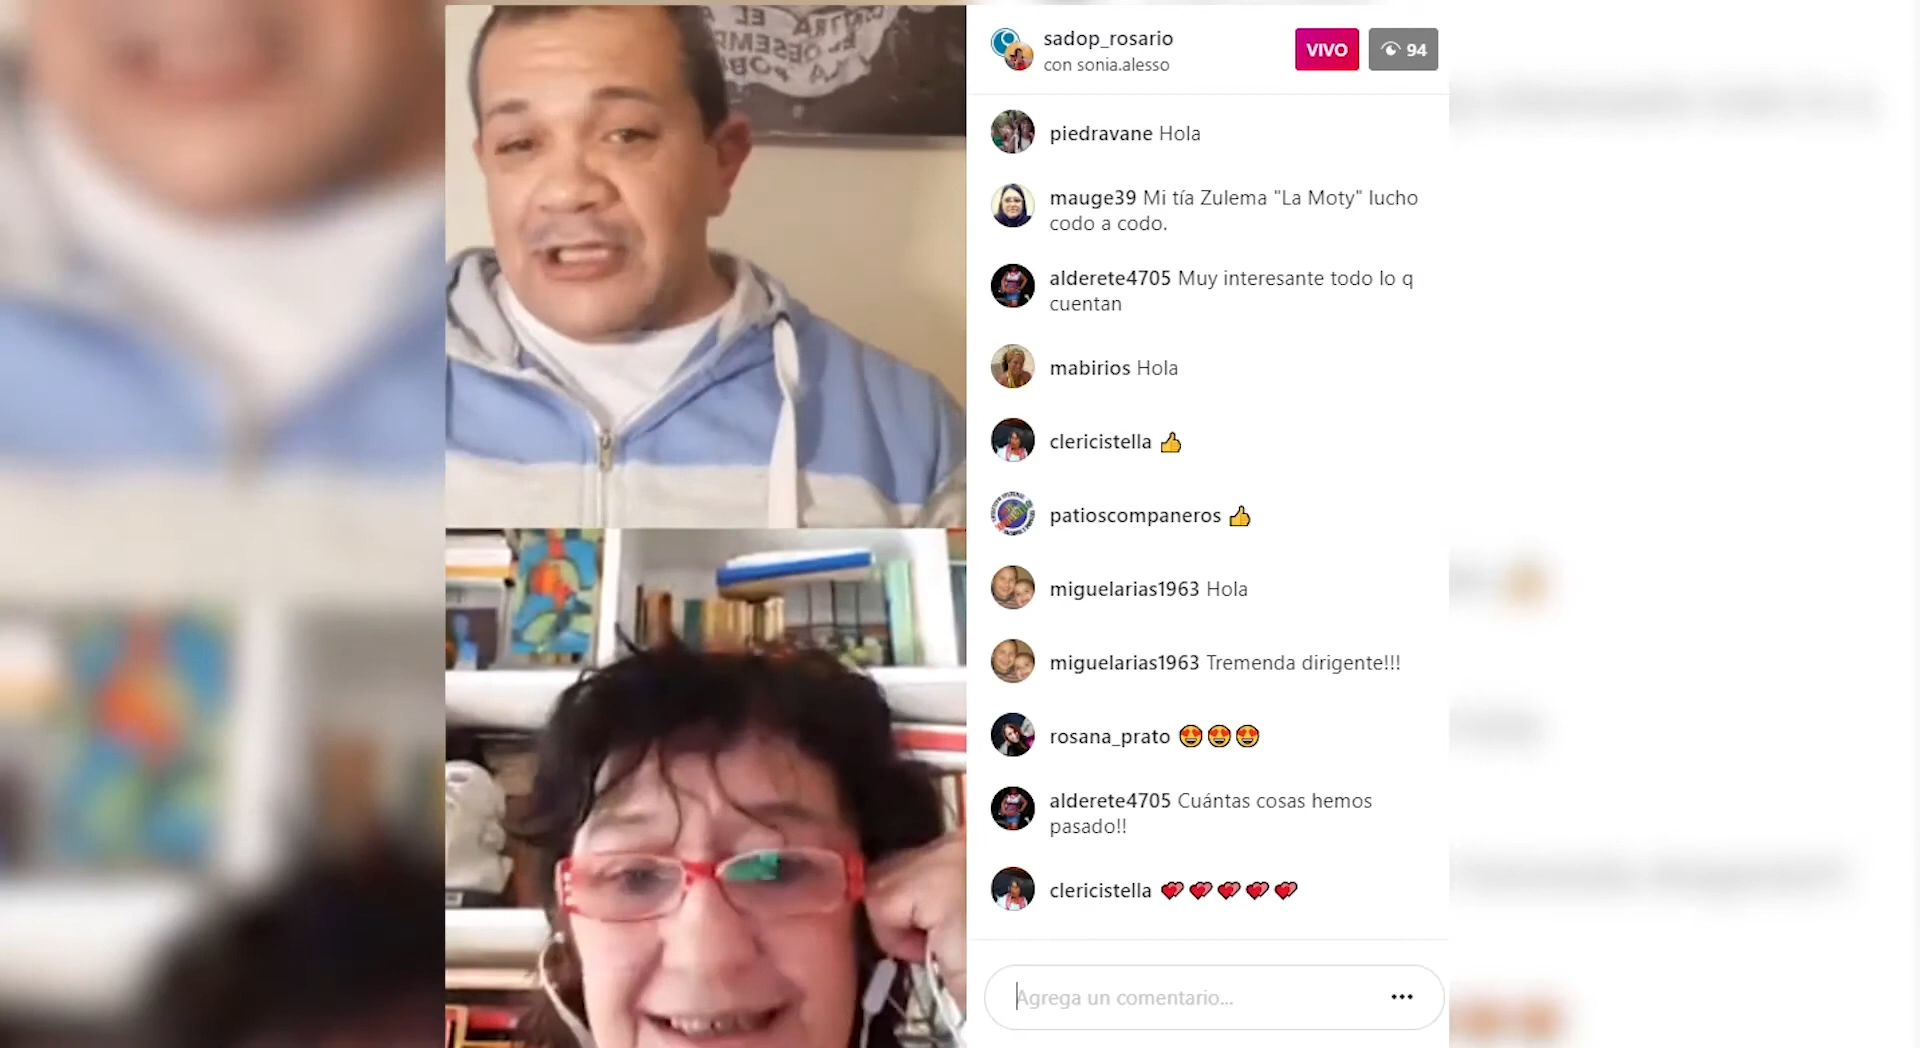 sadop_rosario
con sonia.alesso
VIVO
94
piedravane Hola
mauge39 Mi tía Zulema "La Moty" lucho
codo a codo.
alderete4705 Muy interesante todo lo q
cuentan
mabirios Hola
clericistella 👍
patioscompaneros 👍
miguelarias1963 Hola
miguelarias1963 Tremenda dirigente!!!
rosana_prato 😍😍😍
alderete4705 Cuántas cosas hemos
pasado!!
clericistella 💞💞💞💞💞
Agrega un comentario...